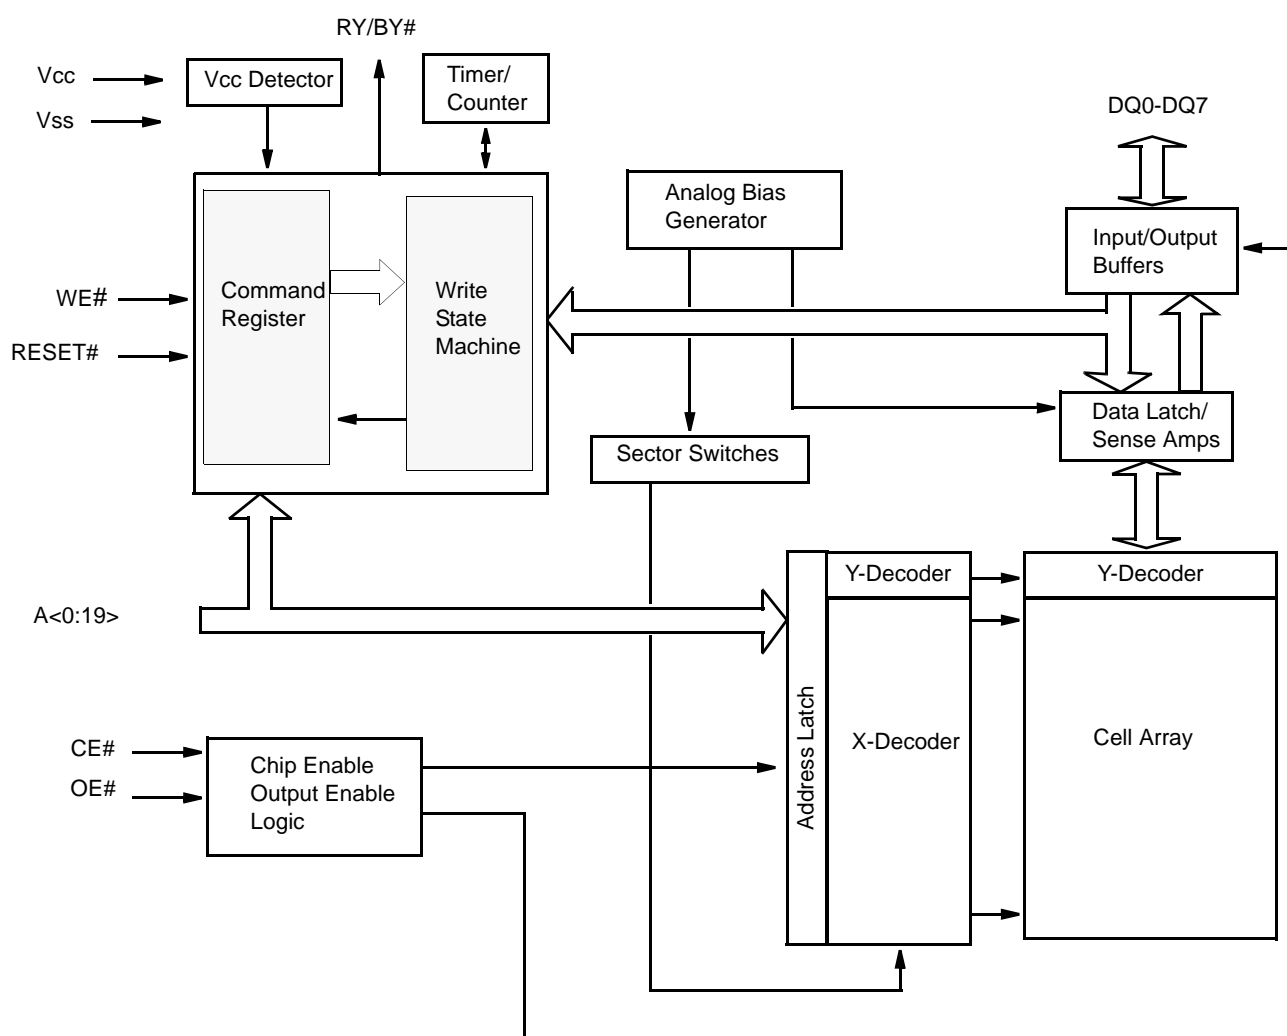 RY/BY#
Vcc
Vcc Detector
Timer/
Counter
Vss
DQ0-DQ7
Analog Bias
Generator
Input/Output
Buffers
WE#
Command
Register
Write
State
Machine
RESET#
Data Latch/
Sense Amps
Sector Switches
Y-Decoder
Y-Decoder
A<0:19>
Address Latch
X-Decoder
Cell Array
CE#
OE#
Chip Enable
Output Enable
Logic